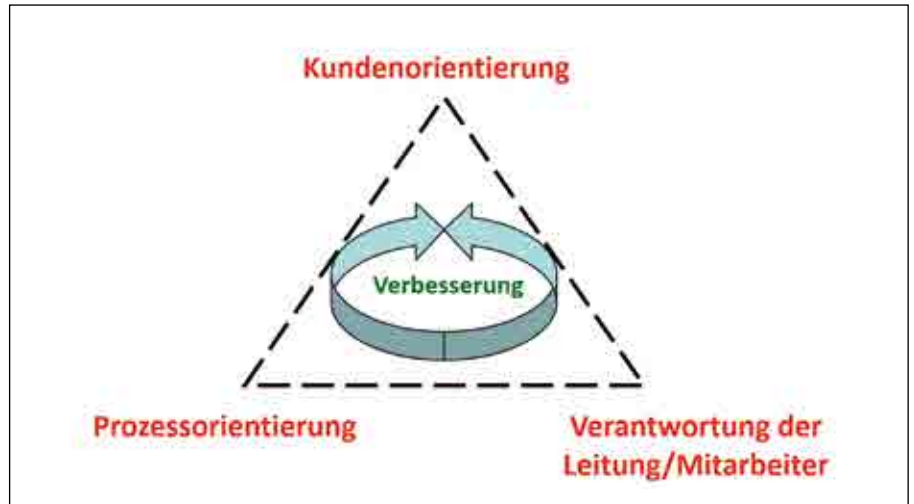 Kundenorientierung
Verbesserung
Prozessorientierung
Verantwortung der
Leitung/Mitarbeiter